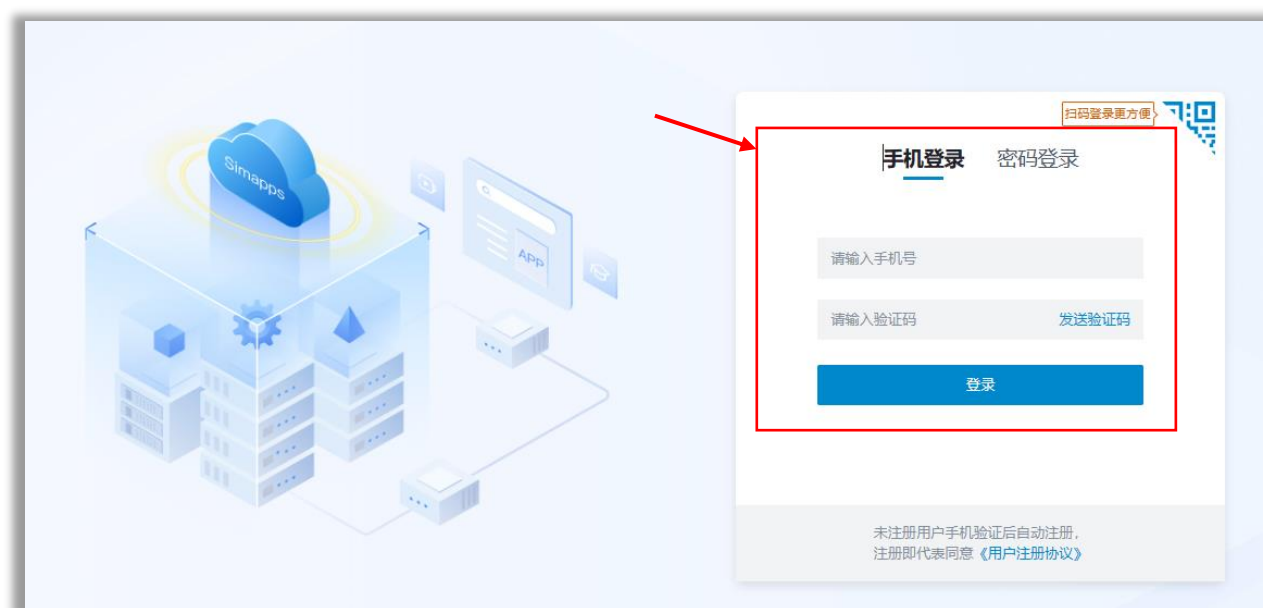 Simapps
APP
扫码登录更方便
手机登录 密码登录
请输入手机号
请输入验证码 发送验证码
登录
未注册用户手机验证后自动注册,
注册即代表同意《用户注册协议》